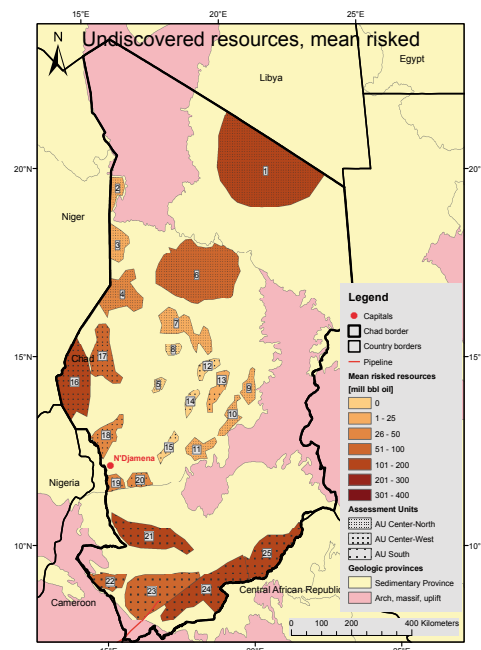 15°E 20°E 25°E
Undiscovered resources, mean risked
N
Egypt
Libya
1
20°N 20°N
2
Niger
3
6
4
7
Legend
Capitals
Chad border
Country borders
Pipeline
Mean risked resources
[mill bbl oil]
0
1 - 25
26 - 50
51 - 100
101 - 200
201 - 300
301 - 400
Assessment Units
AU Center-North
AU Center-West
AU South
Geologic provinces
Sedimentary Province
Arch, massif, uplift
8
17
Chad
15°N 15°N
12
16
5
13
9
14
10
18
15
11
N'Djamena
Nigeria
19
20
21
10°N 10°N
25
22
23
24
Central African Republic
Cameroon
0 100 200 400 Kilometers
15°E 20°E 25°E